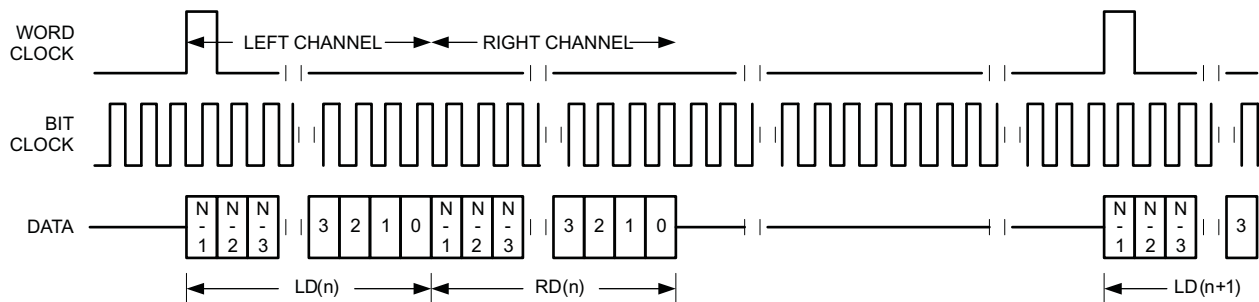 WORD
CLOCK
LEFT CHANNEL
RIGHT CHANNEL
BIT
CLOCK
DATA
N-1 N-2 N-3 3 2 1 0 N-1 N-2 N-3 3 2 1 0 N-1 N-2 N-3 3
LD(n) RD(n) LD(n+1)